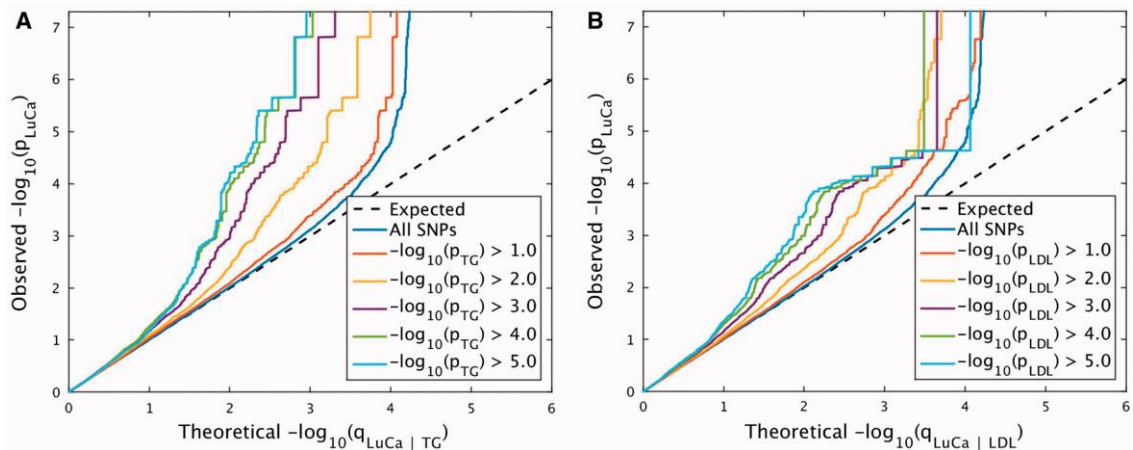 A
Observed -log10(pLuCa)
7
6
5
4
3
2
1
0
0 1 2 3 4 5 6
Theoretical -log10(qLuCa | TG)
Expected
All SNPs
-log10(pTG) > 1.0
-log10(pTG) > 2.0
-log10(pTG) > 3.0
-log10(pTG) > 4.0
-log10(pTG) > 5.0
B
Observed -log10(pLuCa)
7
6
5
4
3
2
1
0
0 1 2 3 4 5 6
Theoretical -log10(qLuCa | LDL)
Expected
All SNPs
-log10(pLDL) > 1.0
-log10(pLDL) > 2.0
-log10(pLDL) > 3.0
-log10(pLDL) > 4.0
-log10(pLDL) > 5.0